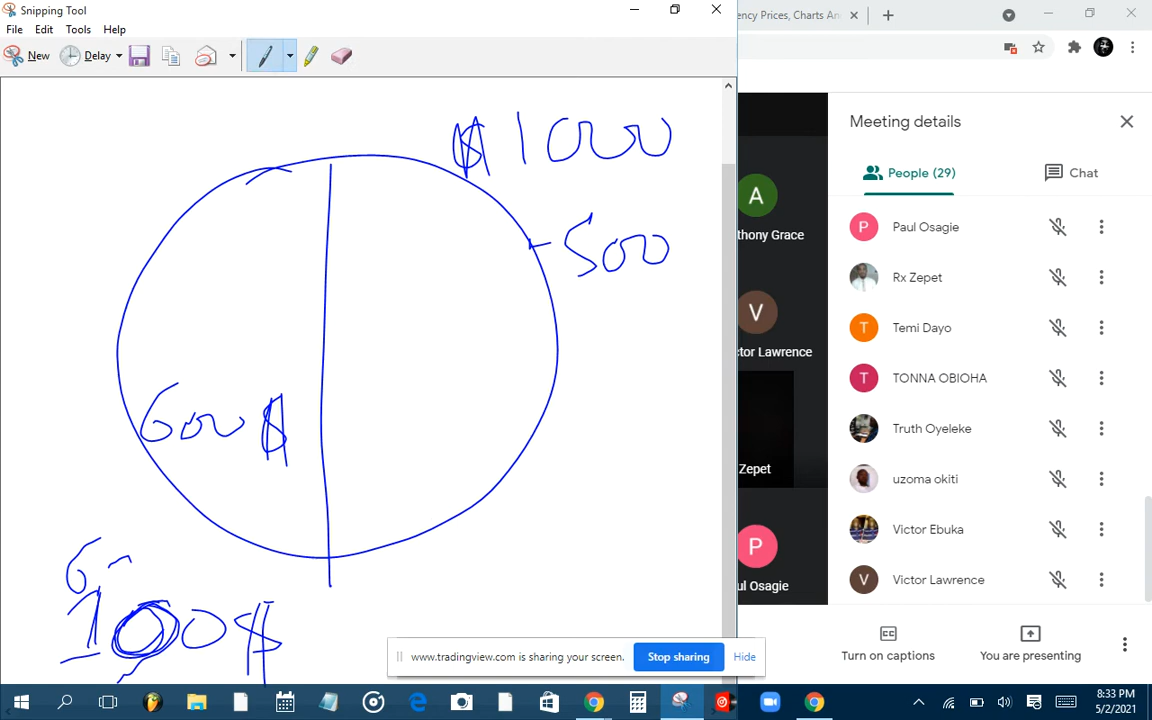 Snipping Tool
File Edit Tools Help
New Delay
$ 1000
500
600 $
100 $
www.tradingview.com is sharing your screen. Stop sharing Hide
ency Prices, Charts An
thony Grace
tor Lawrence
Zepet
ul Osagie
Meeting details
People (29) Chat
Paul Osagie
Rx Zepet
Temi Dayo
TONNA OBIOHA
Truth Oyeleke
uzoma okiti
Victor Ebuka
Victor Lawrence
Turn on captions You are presenting
A
V
P
P
T
T
V
8:33 PM
5/2/2021